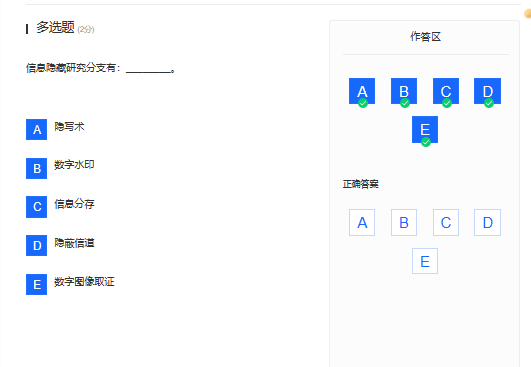 多选题 (2分)
信息隐藏研究分支有：________。
A 隐写术
B 数字水印
C 信息分存
D 隐蔽信道
E 数字图像取证
作答区
A B C D
E
正确答案
A B C D
E